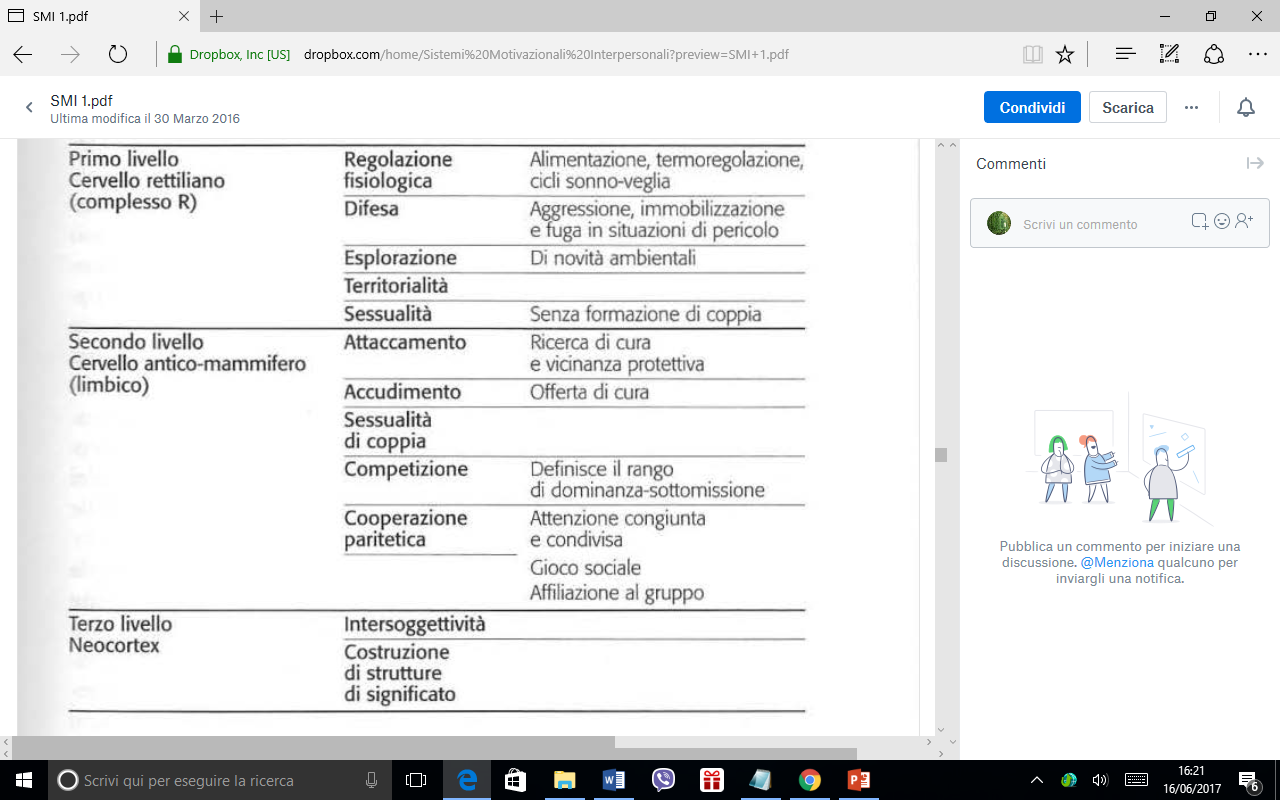 SMI 1.pdf
Dropbox, Inc [US]
dropbox.com/home/Sistemi%20Motivazionali%20Interpersonali?preview=SMI+1.pdf
SMI 1.pdf
Ultima modifica il 30 Marzo 2016
Condividi
Scarica
Primo livello
Cervello rettiliano
(complesso R)
Regolazione
fisiologica
Alimentazione, termoregolazione,
cicli sonno-veglia
Difesa
Aggressione, immobilizzazione
e fuga in situazioni di pericolo
Esplorazione
Di novità ambientali
Territorialità
Sessualità
Senza formazione di coppia
Secondo livello
Cervello antico-mammifero
(limbico)
Attaccamento
Ricerca di cura
e vicinanza protettiva
Accudimento
Offerta di cura
Sessualità
di coppia
Competizione
Definisce il rango
di dominanza-sottomissione
Cooperazione
paritetica
Attenzione congiunta
e condivisa
Gioco sociale
Affiliazione al gruppo
Terzo livello
Neocortex
Intersoggettività
Costruzione
di strutture
di significato
Commenti
Scrivi un commento
Pubblica un commento per iniziare una
discussione. @Menziona qualcuno per
inviargli una notifica.
Scrivi qui per eseguire la ricerca
16:21
16/06/2017
6